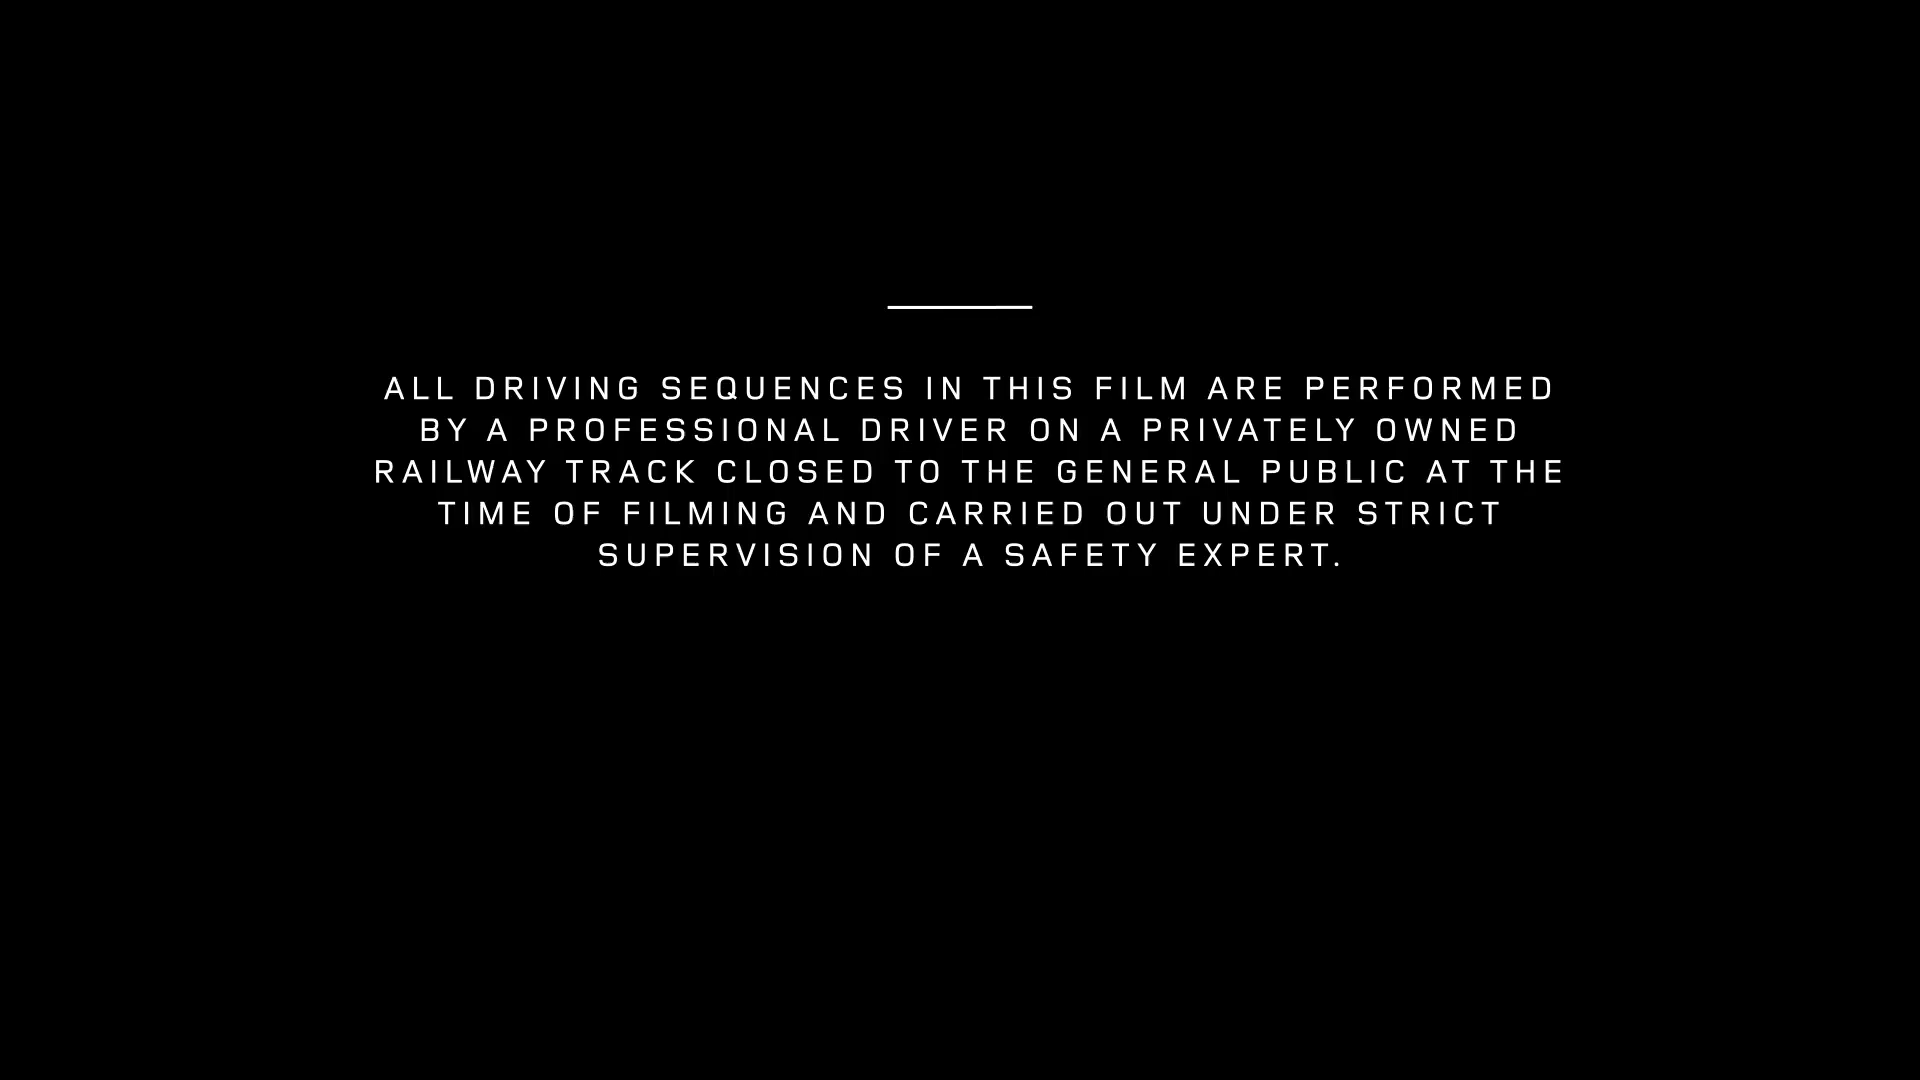 ALL DRIVING SEQUENCES IN THIS FILM ARE PERFORMED
BY A PROFESSIONAL DRIVER ON A PRIVATELY OWNED
RAILWAY TRACK CLOSED TO THE GENERAL PUBLIC AT THE
TIME OF FILMING AND CARRIED OUT UNDER STRICT
SUPERVISION OF A SAFETY EXPERT.